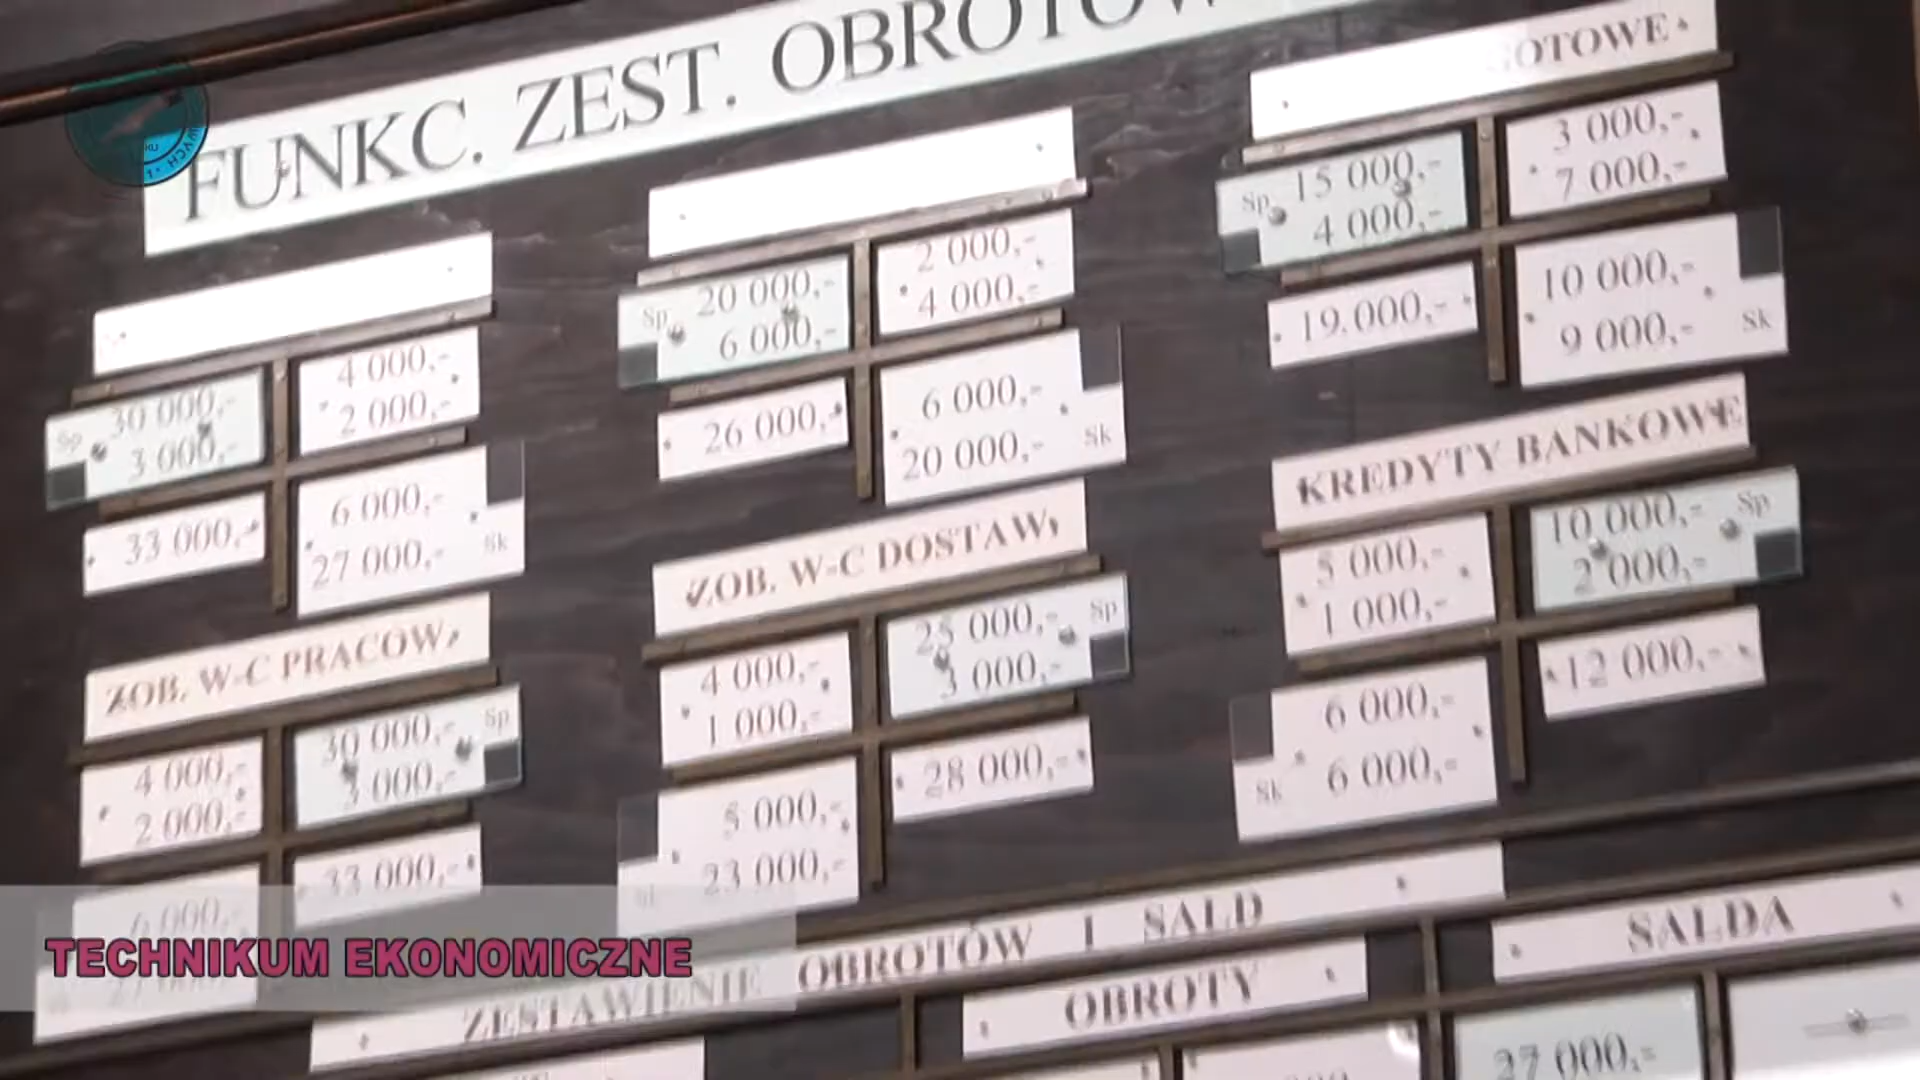 FUNKC. ZEST. OBROTÓW
Sp 30 000,-
3 000,-
4 000,-
2 000,-
33 000,-
6 000,-
27 000,- Sk
Sp 20 000,-
6 000,-
2 000,-
4 000,-
26 000,-
6 000,-
20 000,- Sk
GOTOWE
Sp 15 000,-
4 000,-
3 000,-
7 000,-
19.000,-
10 000,-
9 000,- Sk
ZOB. W-C PRACOW.
4 000,-
2 000,-
30 000,- Sp
3 000,-
6 000,-
33 000,-
ZOB. W-C DOSTAW,
4 000,-
1 000,-
25 000,- Sp
3 000,-
5 000,-
Sk 23 000,-
28 000,-
KREDYTY BANKOWE
5 000,-
1 000,-
10 000,- Sp
2 000,-
6 000,-
Sk 6 000,-
12 000,-
ZESTAWIENIE OBROTÓW I SALD
OBROTY
SALDA
27 000,-
TECHNIKUM EKONOMICZNE